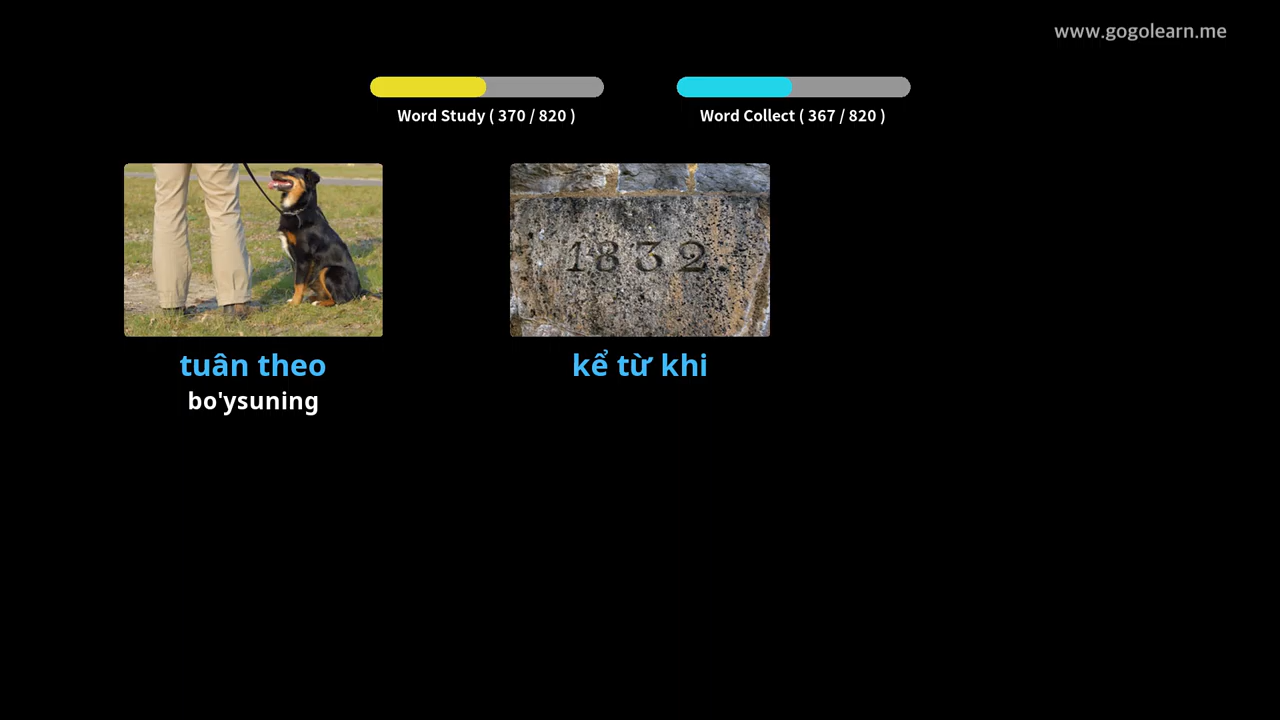 www.gogolearn.me
Word Study ( 370 / 820 )
Word Collect ( 367 / 820 )
1832.
tuân theo
kể từ khi
bo'ysuning